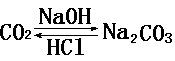 NaOH
CO₂ ⇌ Na₂CO₃
HCl